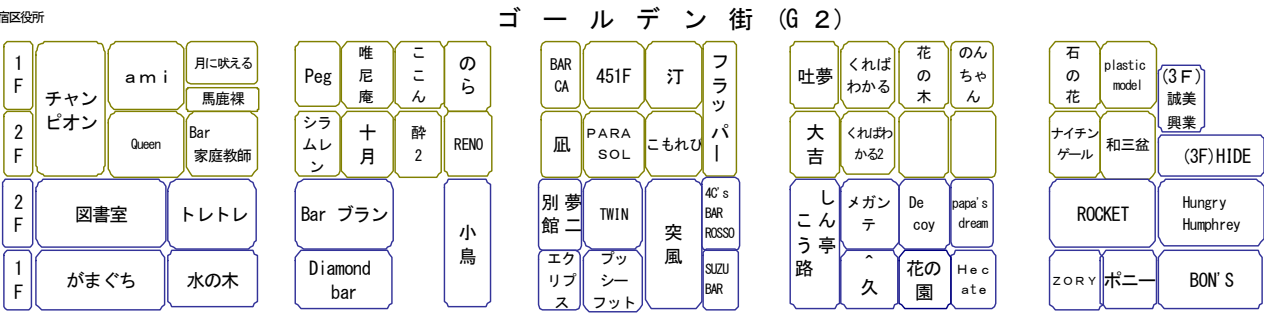 宿区役所
ゴールデン街(G2)
1F
チャンピオン
ami
月に吠える
馬鹿裸
Peg
唯尼庵
ここん
のら
BAR CA
451F
汀
フラッパー
吐夢
くればわかる
花の木
のんちゃん
石の花
plastic model
(3F)誠美興業
2F
Queen
Bar 家庭教師
シラムレン
十月
酔2
RENO
凪
PARA SOL
こもれび
大吉
くればわかる2
ナイチンゲール
和三盆
(3F)HIDE
2F
図書室
トレトレ
Bar ブラン
小鳥
夢二別館
TWIN
突風
4C's BAR ROSSO
しん亭こう路
メガンテ
De coy
papa's dream
ROCKET
Hungry Humphrey
1F
がまぐち
水の木
Diamond bar
エクリプス
プッシーフット
SUZU BAR
^久
花の園
Hecate
ZORY
ポニー
BON'S